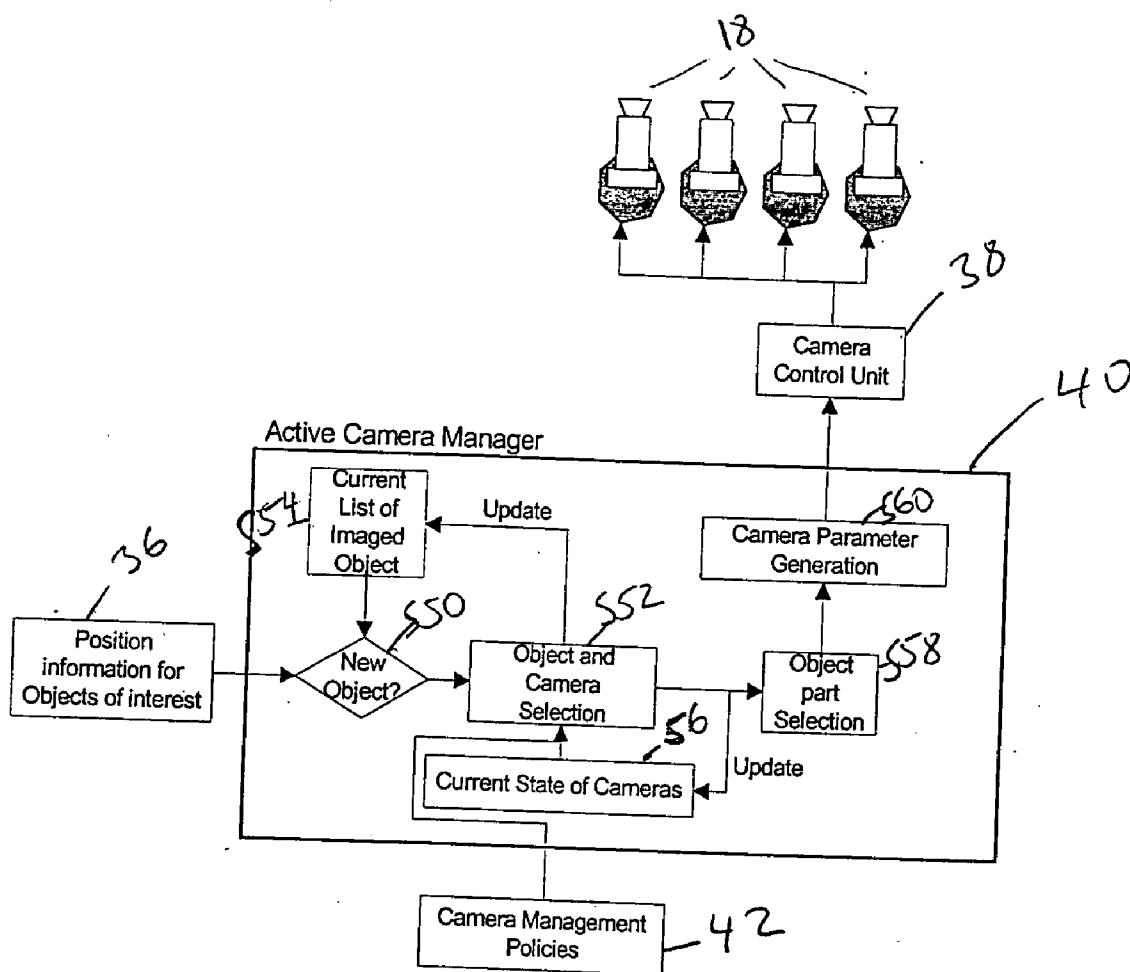 18
38
Camera
Control Unit
40
Active Camera Manager
554
Current
List of
Imaged
Object
Update
560
Camera Parameter
Generation
36
Position
information for
Objects of interest
550
New
Object?
552
Object and
Camera
Selection
558
Object
part
Selection
56
Current State of Cameras
Update
Camera Management
Policies
42